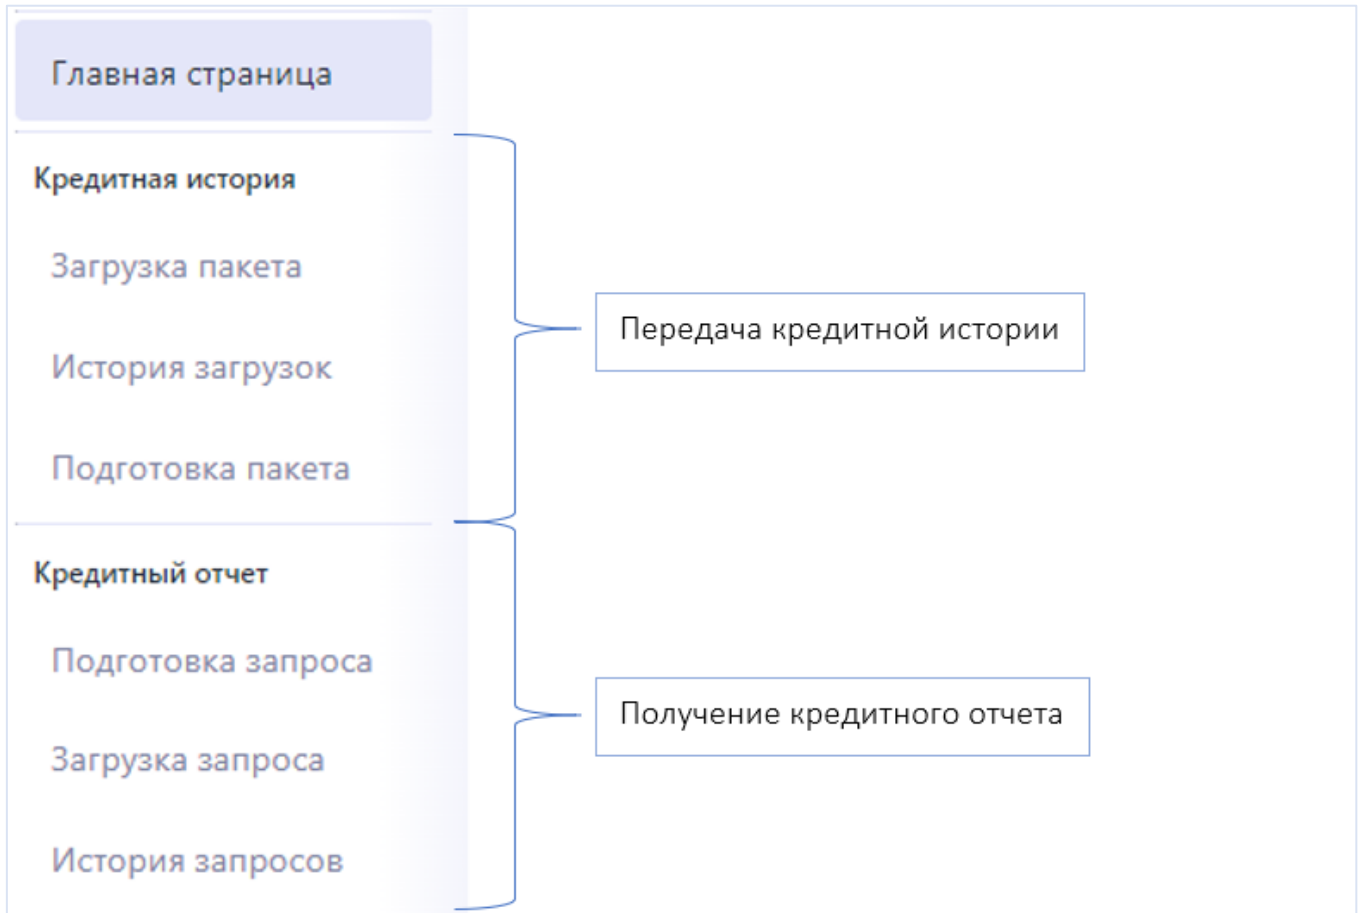 Главная страница
Кредитная история
Загрузка пакета
История загрузок
Подготовка пакета
Передача кредитной истории
Кредитный отчет
Подготовка запроса
Загрузка запроса
История запросов
Получение кредитного отчета